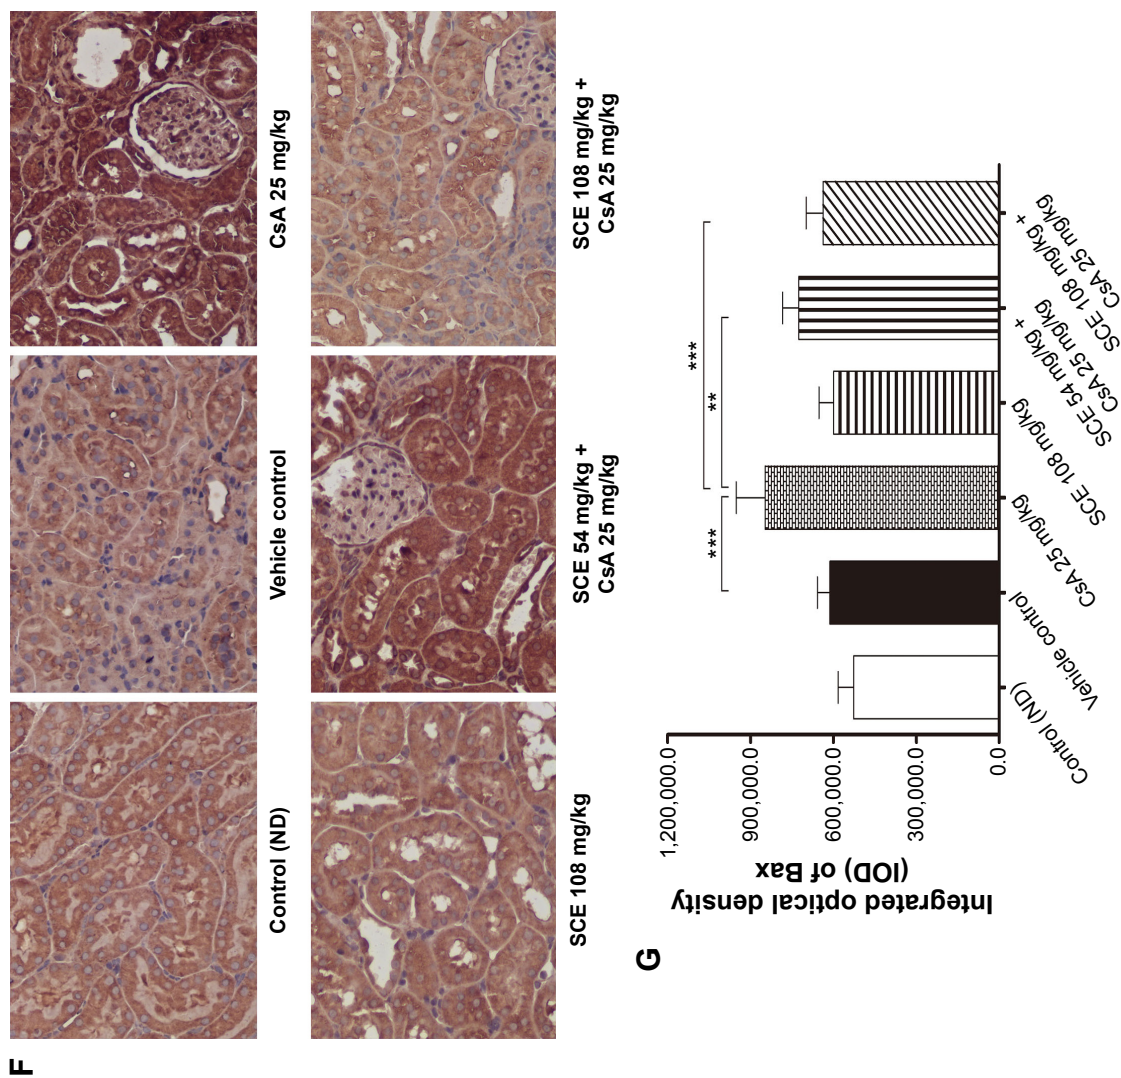 F
Control (ND)
Vehicle control
CsA 25 mg/kg
SCE 108 mg/kg
SCE 54 mg/kg +
CsA 25 mg/kg
SCE 108 mg/kg +
CsA 25 mg/kg
G
Integrated optical density
(IOD) of Bax
1,200,000.0
900,000.0
600,000.0
300,000.0
0.0
***
**
***
Control (ND)
Vehicle control
CsA 25 mg/kg
SCE 108 mg/kg
SCE 54 mg/kg +
CsA 25 mg/kg
SCE 108 mg/kg +
CsA 25 mg/kg